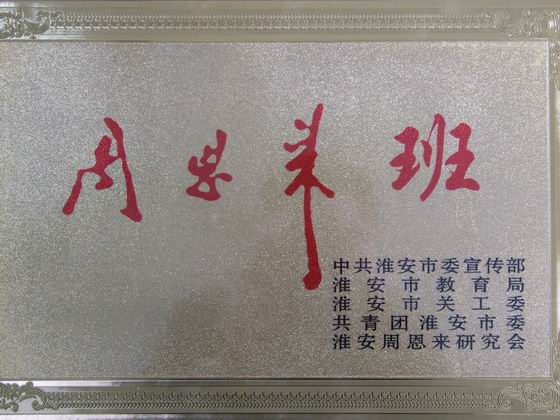 周恩来班
中共淮安市委宣传部
淮安市教育局
淮安市关工委
共青团淮安市委
淮安周恩来研究会